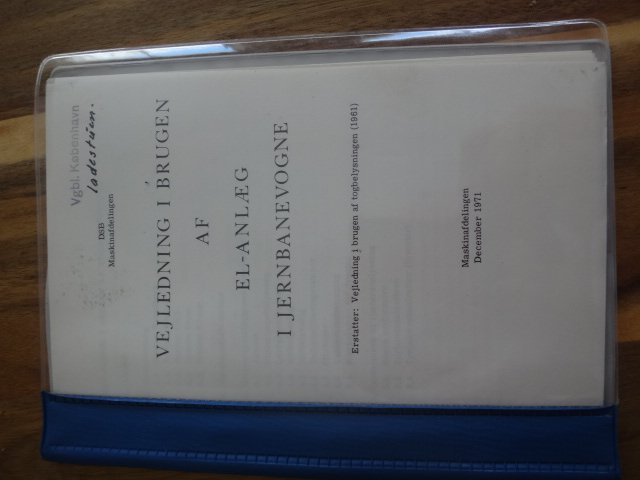 Vgbl. København
ladestuen.
DSB
Maskinafdelingen
VEJLEDNING I BRUGEN
AF
EL-ANLÆG
I JERNBANEVOGNE
Erstatter: Vejledning i brugen af togbelysningen (1961)
Maskinafdelingen
December 1971